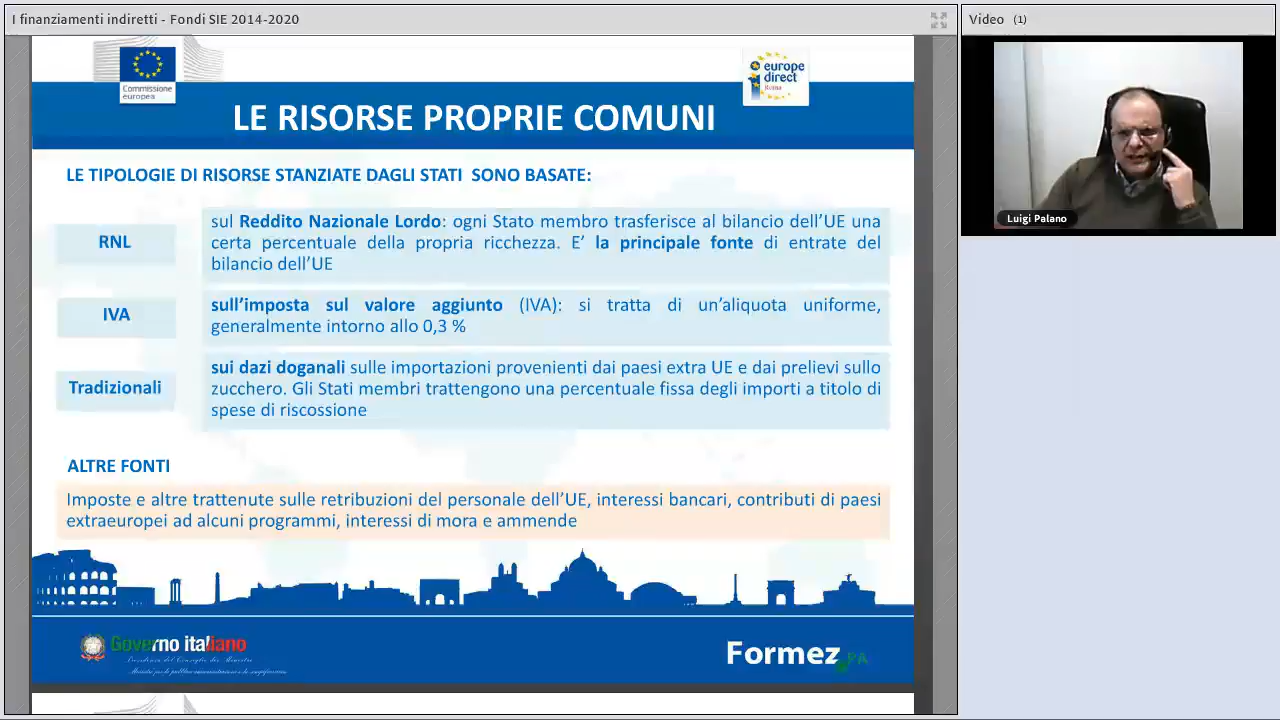 I finanziamenti indiretti - Fondi SIE 2014-2020
Video (1)
Commissione
europea
europe
direct
Roma
LE RISORSE PROPRIE COMUNI
Luigi Palano
LE TIPOLOGIE DI RISORSE STANZIATE DAGLI STATI SONO BASATE:
RNL
sul Reddito Nazionale Lordo: ogni Stato membro trasferisce al bilancio dell'UE una
certa percentuale della propria ricchezza. E' la principale fonte di entrate del
bilancio dell'UE
IVA
sull'imposta sul valore aggiunto (IVA): si tratta di un'aliquota uniforme,
generalmente intorno allo 0,3 %
Tradizionali
sui dazi doganali sulle importazioni provenienti dai paesi extra UE e dai prelievi sullo
zucchero. Gli Stati membri trattengono una percentuale fissa degli importi a titolo di
spese di riscossione
ALTRE FONTI
Imposte e altre trattenute sulle retribuzioni del personale dell'UE, interessi bancari, contributi di paesi
extraeuropei ad alcuni programmi, interessi di mora e ammende
Governo italiano
Presidenza del Consiglio dei Ministri
Formez PA